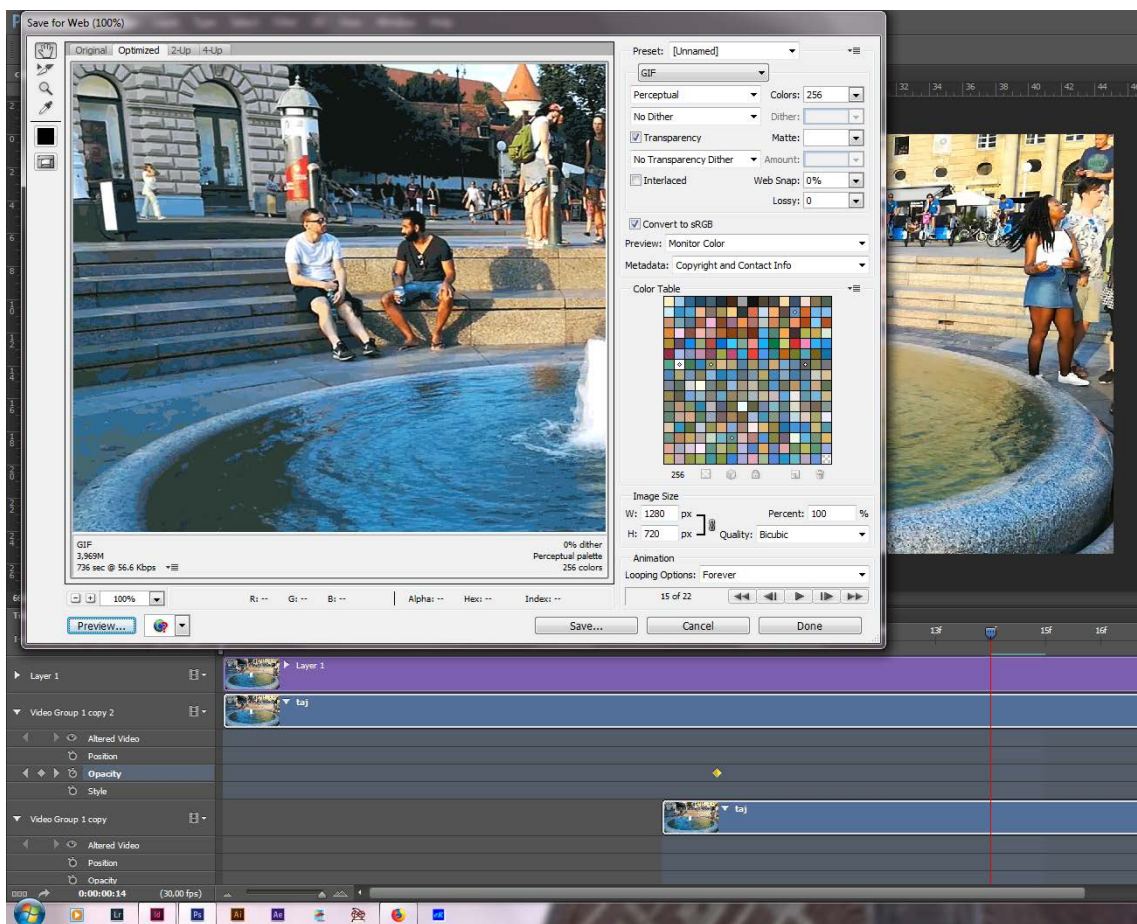 Save for Web (100%)
Original Optimized 2-Up 4-Up
Preset: [Unnamed]
GIF
Perceptual Colors: 256
No Dither Dither:
Transparency Matte:
No Transparency Dither Amount:
Interlaced Web Snap: 0%
Lossy: 0
Convert to sRGB
Preview: Monitor Color
Metadata: Copyright and Contact Info
Color Table
256
Image Size
W: 1280 px Percent: 100 %
H: 720 px Quality: Bicubic
Animation
Looping Options: Forever
15 of 22
GIF 0% dither
3,969M Perceptual palette
736 sec @ 56.6 Kbps 256 colors
100% R: -- G: -- B: -- Alpha: -- Hex: -- Index: --
Preview... Save... Cancel Done
32 34 36 38 40 42 44
13f 15f 16f
Layer 1 Layer 1
Video Group 1 copy 2 taj
Altered Video
Position
Opacity
Style
Video Group 1 copy taj
Altered Video
Position
Opacity
0:00:00:14 (30,00 fps)
Lr Id Ps Ai Ae